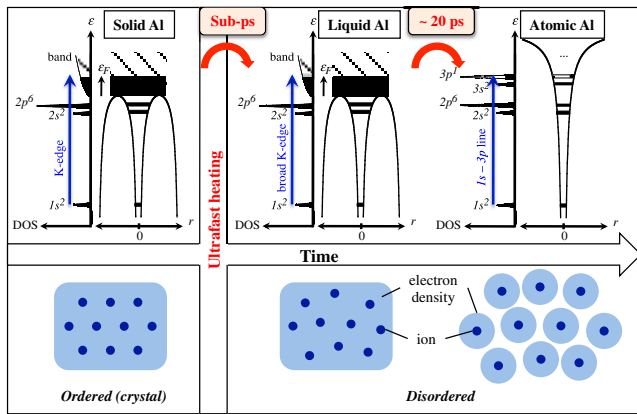 Solid Al
Sub-ps
Liquid Al
~ 20 ps
Atomic Al
ε
band
ε_F
2p⁶
2s²
K-edge
1s²
DOS
0
r
Ultrafast heating
ε
band
ε_F
2p⁶
2s²
broad K-edge
1s²
DOS
0
r
ε
...
3p¹
3s²
2p⁶
2s²
1s – 3p line
1s²
DOS
0
r
Time
electron
density
ion
Ordered (crystal)
Disordered